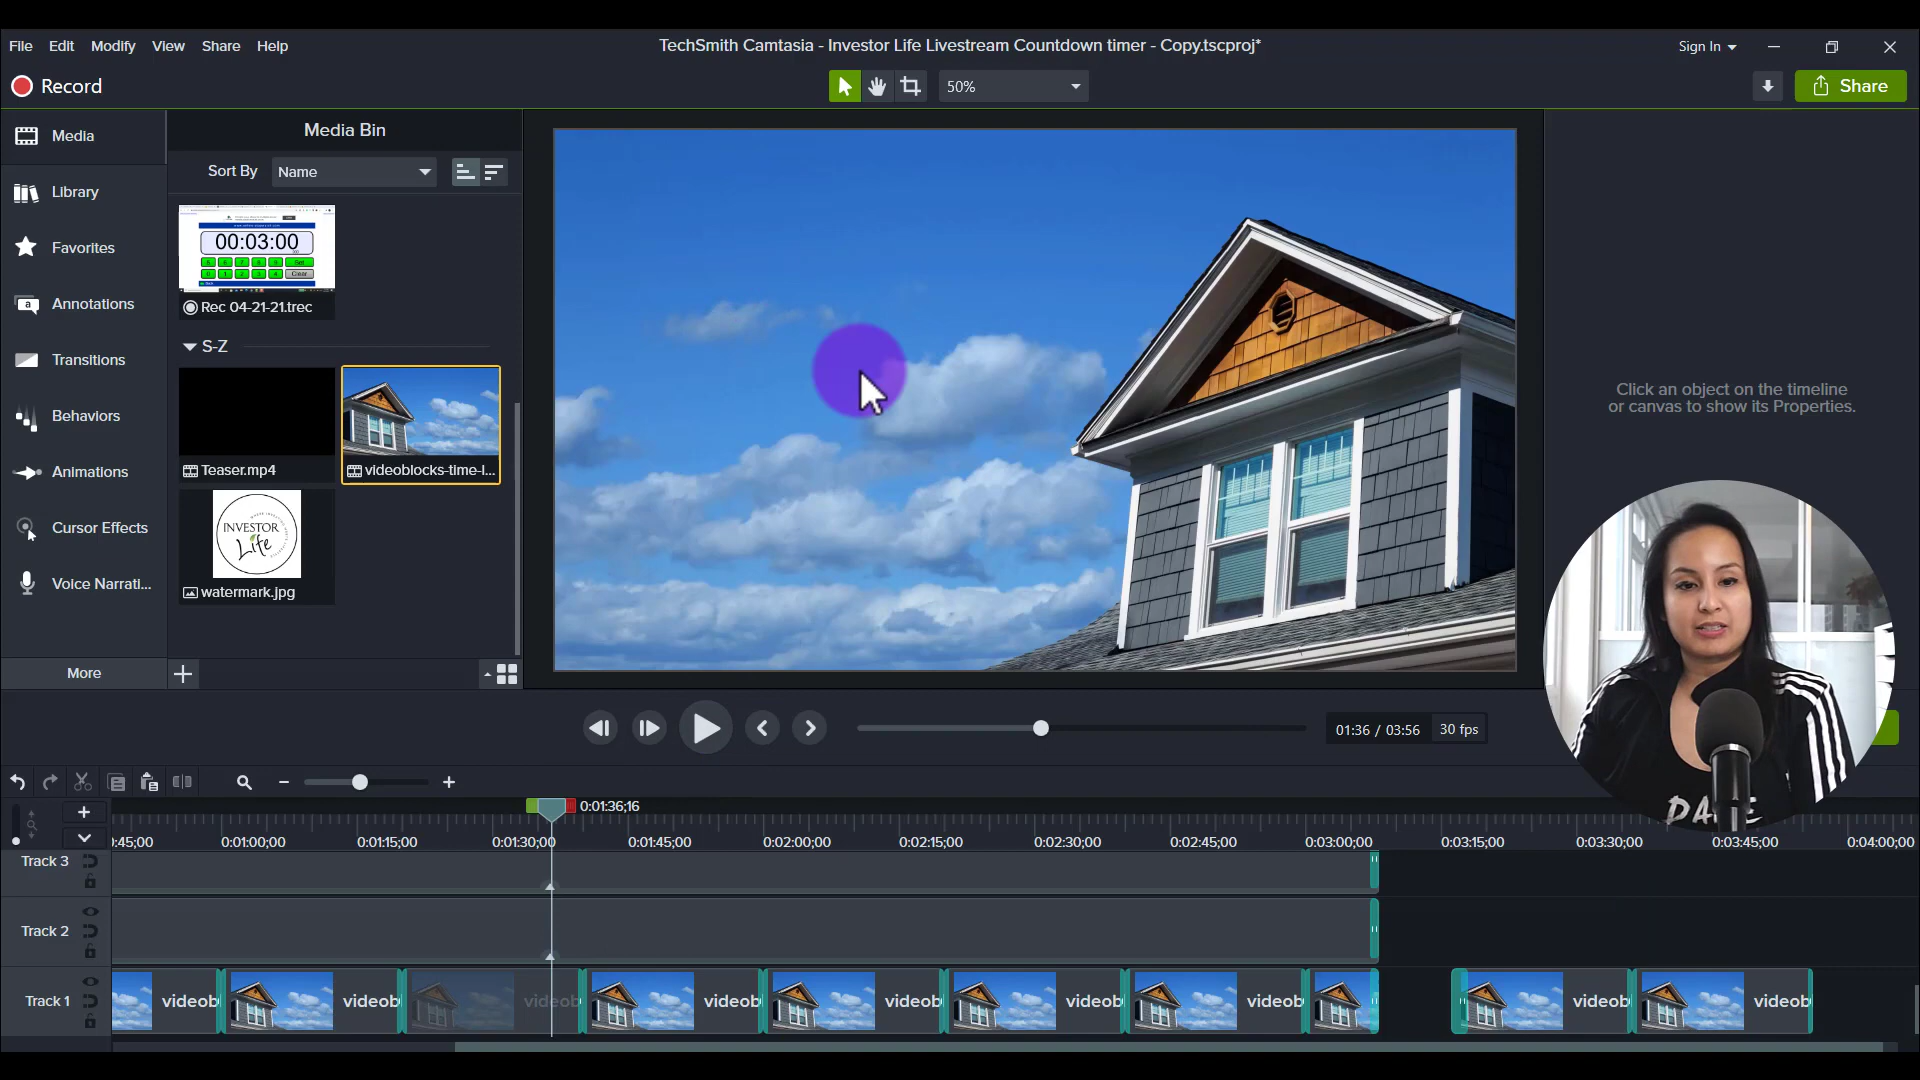 File Edit Modify View Share Help
TechSmith Camtasia - Investor Life Livestream Countdown timer - Copy.tscproj*
Sign In
Record
50%
Share
Media
Library
Favorites
Annotations
Transitions
Behaviors
Animations
Cursor Effects
Voice Narrati...
More
Media Bin
Sort By Name
00:03:00
Rec 04-21-21.trec
S-Z
Teaser.mp4
videoblocks-time-l...
INVESTOR
Life
watermark.jpg
Click an object on the timeline
or canvas to show its Properties.
01:36 / 03:56 30 fps
0:01:36;16
):45;00 0:01:00;00 0:01:15;00 0:01:30;00 0:01:45;00 0:02:00;00 0:02:15;00 0:02:30;00 0:02:45;00 0:03:00;00 0:03:15;00 0:03:30;00 0:03:45;00 0:04:00;00
Track 3
Track 2
Track 1
videob videob videob videob videob videob videob videob videob